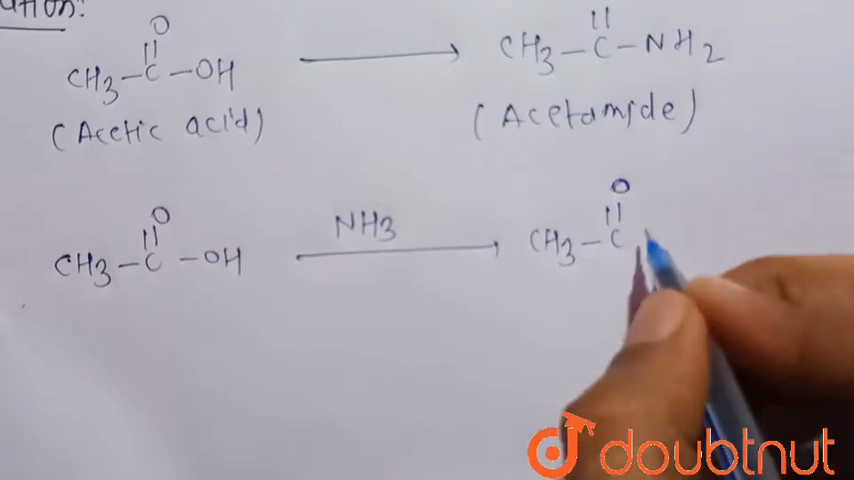 O
CH3-C-OH → CH3-C-NH2
(Acetic acid) (Acetamide)
O NH3 O
CH3-C-OH → CH3-C
doubtnut